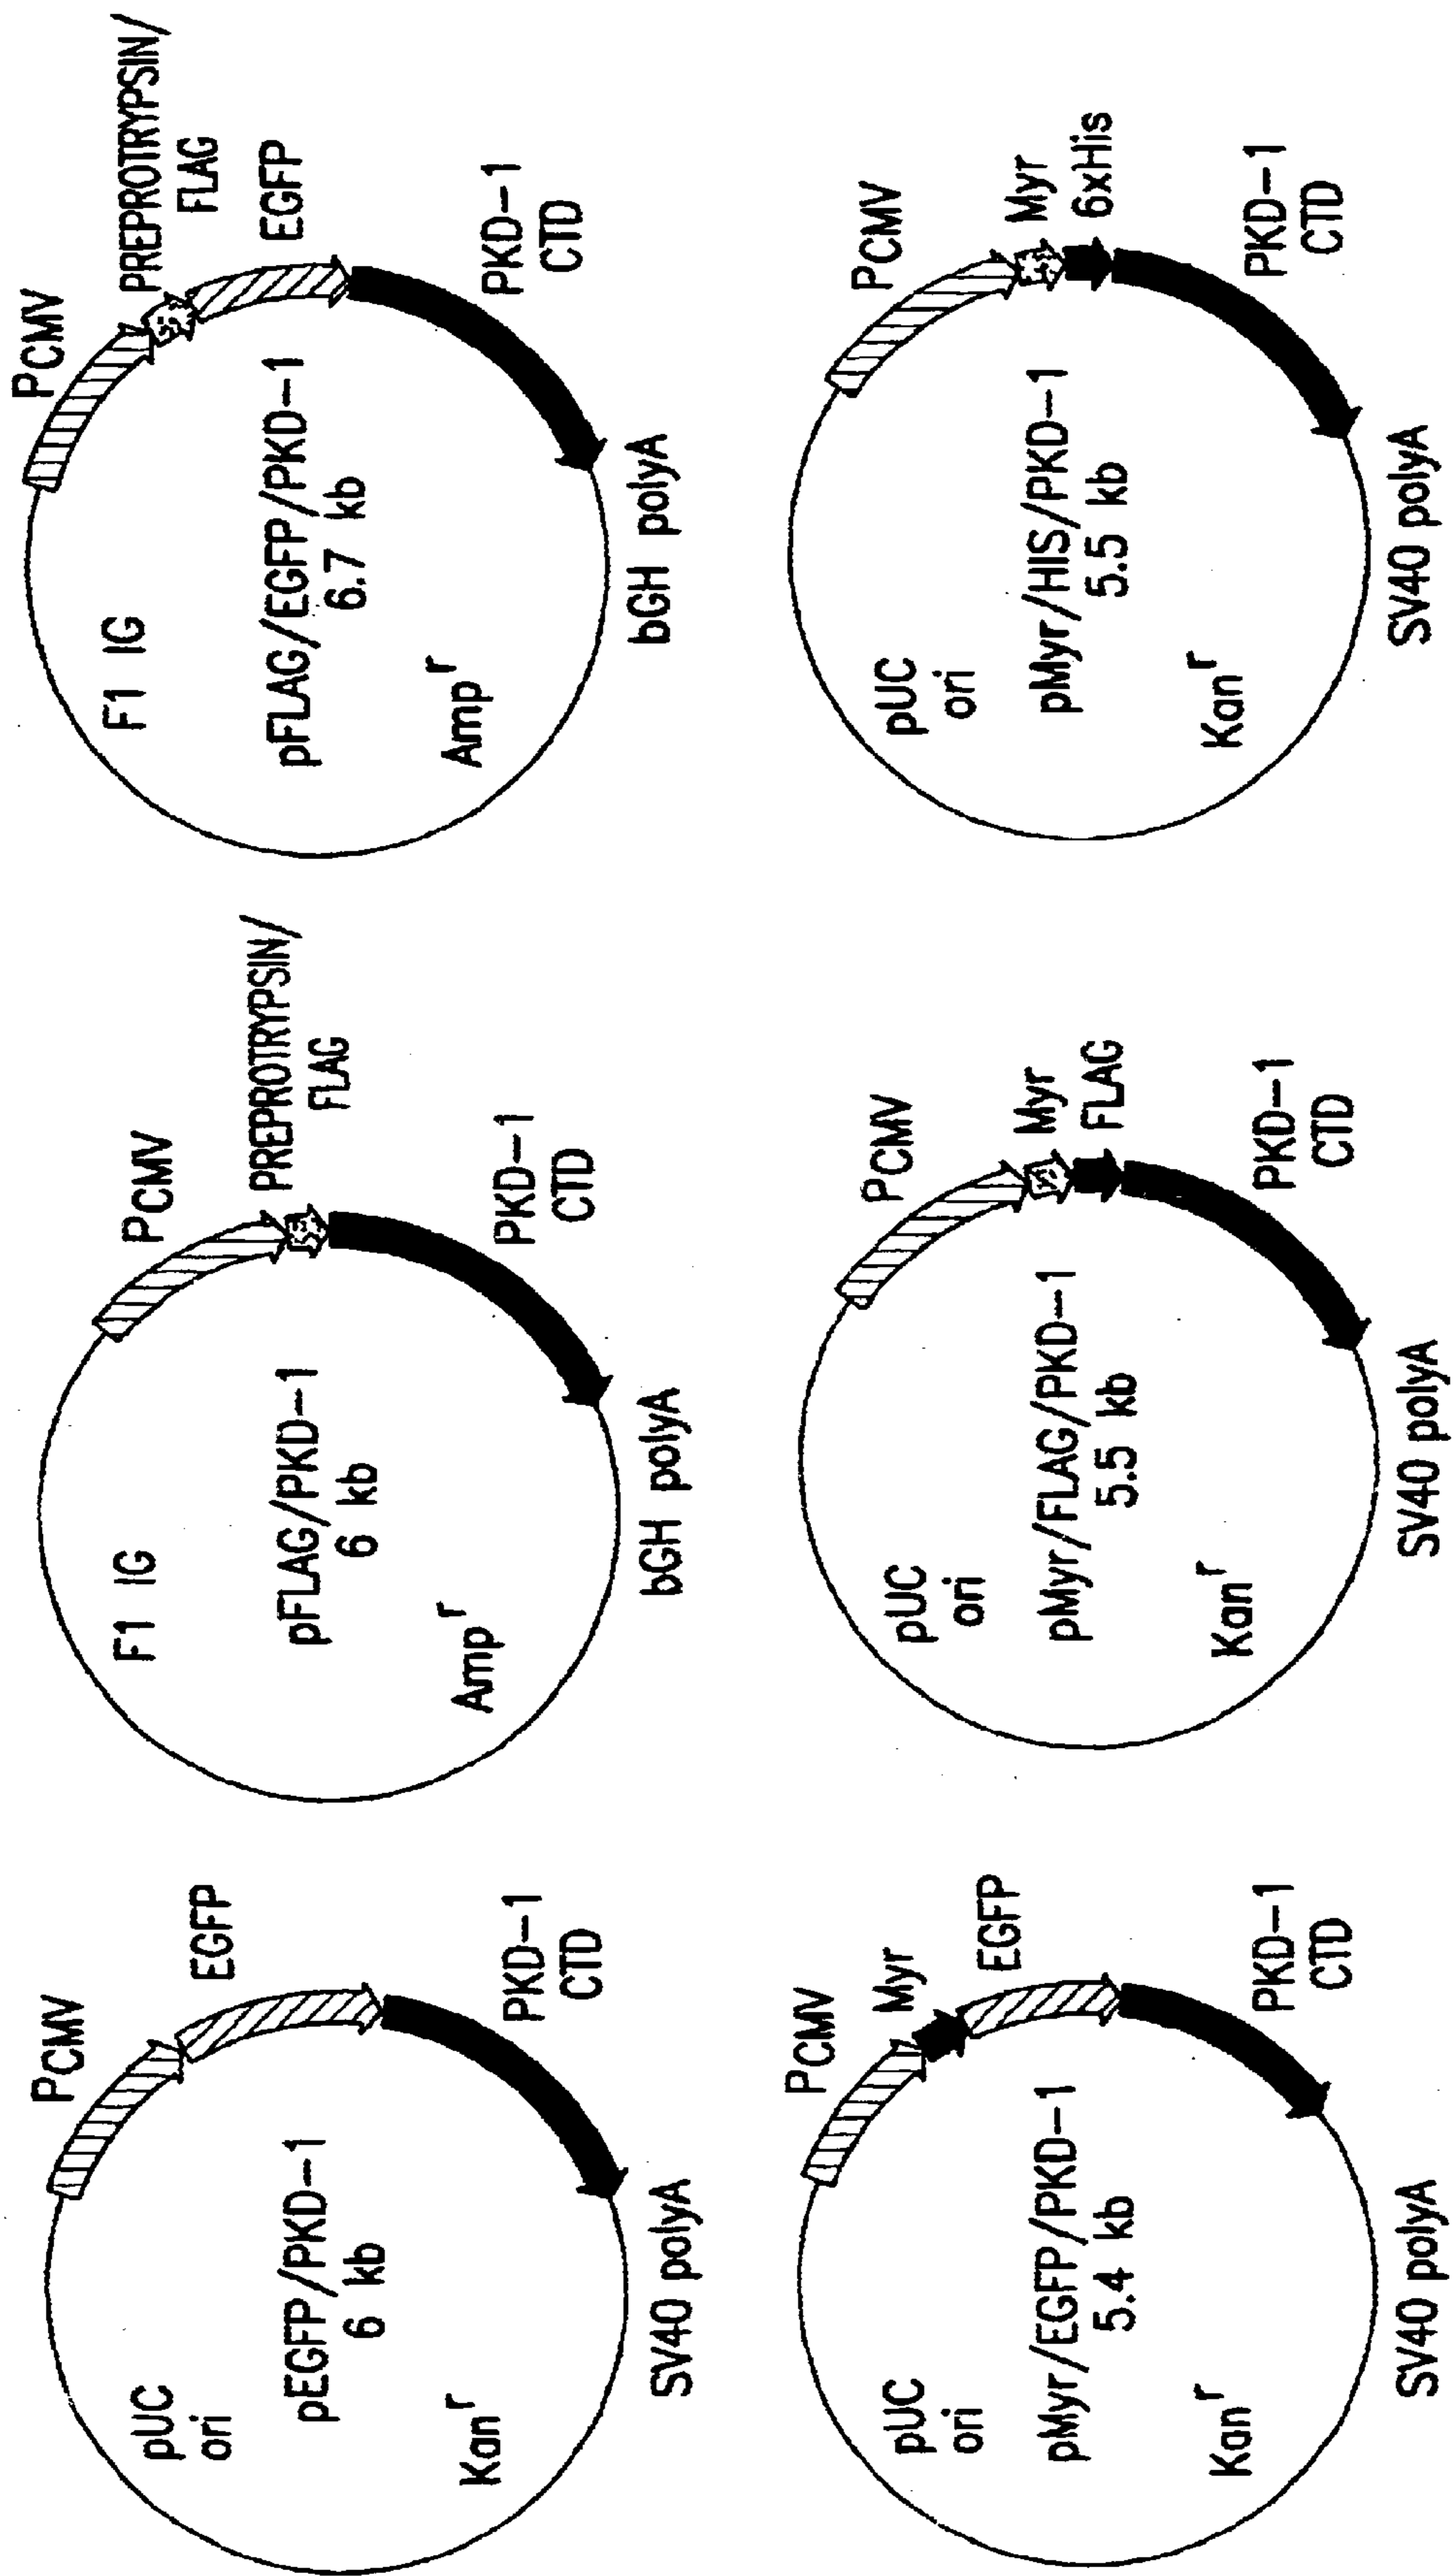 PCMV
EGFP
pUC
ori
pEGFP/PKD-1
6 kb
PKD-1
CTD
Kanr
SV40 polyA
PCMV
PREPROTRYPSIN/
FLAG
F1 IG
pFLAG/PKD-1
6 kb
PKD-1
CTD
Ampr
bGH polyA
PCMV
PREPROTRYPSIN/
FLAG
EGFP
F1 IG
pFLAG/EGFP/PKD-1
6.7 kb
PKD-1
CTD
Ampr
bGH polyA
PCMV
Myr
EGFP
pUC
ori
pMyr/EGFP/PKD-1
5.4 kb
PKD-1
CTD
Kanr
SV40 polyA
PCMV
Myr
FLAG
pUC
ori
pMyr/FLAG/PKD-1
5.5 kb
PKD-1
CTD
Kanr
SV40 polyA
PCMV
Myr
6xHis
pUC
ori
pMyr/HIS/PKD-1
5.5 kb
PKD-1
CTD
Kanr
SV40 polyA